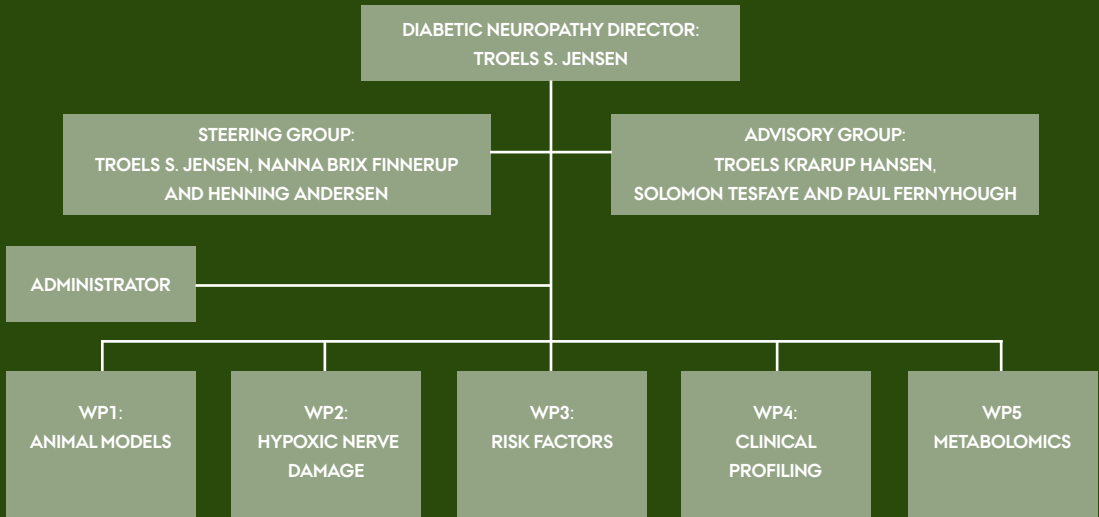 DIABETIC NEUROPATHY DIRECTOR:
TROELS S. JENSEN
STEERING GROUP:
TROELS S. JENSEN, NANNA BRIX FINNERUP
AND HENNING ANDERSEN
ADVISORY GROUP:
TROELS KRARUP HANSEN,
SOLOMON TESFAYE AND PAUL FERNYHOUGH
ADMINISTRATOR
WP1:
ANIMAL MODELS
WP2:
HYPOXIC NERVE
DAMAGE
WP3:
RISK FACTORS
WP4:
CLINICAL
PROFILING
WP5
METABOLOMICS